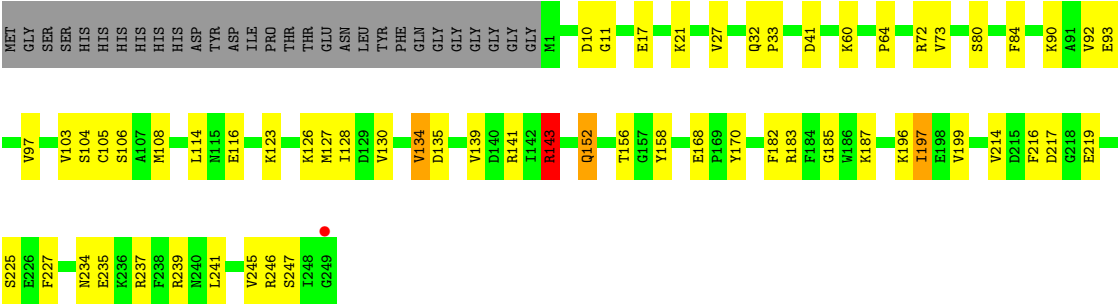 MET GLY SER SER HIS HIS HIS HIS HIS HIS ASP TYR ASP ILE PRO THR THR GLU ASN LEU TYR PHE GLN GLY GLY GLY GLY GLY GLY M1 D10 G11 E17 K21 V27 Q32 P33 D41 K60 P64 R72 V73 S80 F84 K90 A91 V92 E93
V97 V103 S104 C105 S106 A107 M108 L114 N115 E116 K123 K126 M127 I128 D129 V130 V134 D135 V139 D140 R141 I142 R143 Q152 T156 G157 Y158 E168 P169 Y170 F182 R183 F184 G185 W186 K187 K196 I197 E198 V199 V214 D215 F216 D217 G218 E219
S225 E226 F227 N234 E235 K236 R237 F238 R239 N240 L241 V245 R246 S247 I248 G249